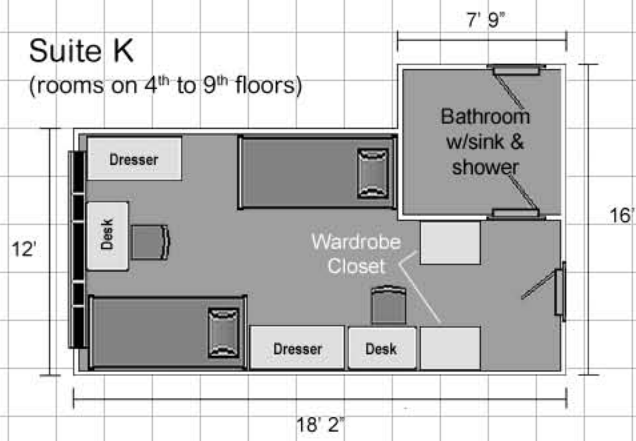 7' 9"
Suite K
(rooms on 4th to 9th floors)
Bathroom
w/sink &
shower
Dresser
Desk
12'
16'
Wardrobe
Closet
Dresser
Desk
18' 2"